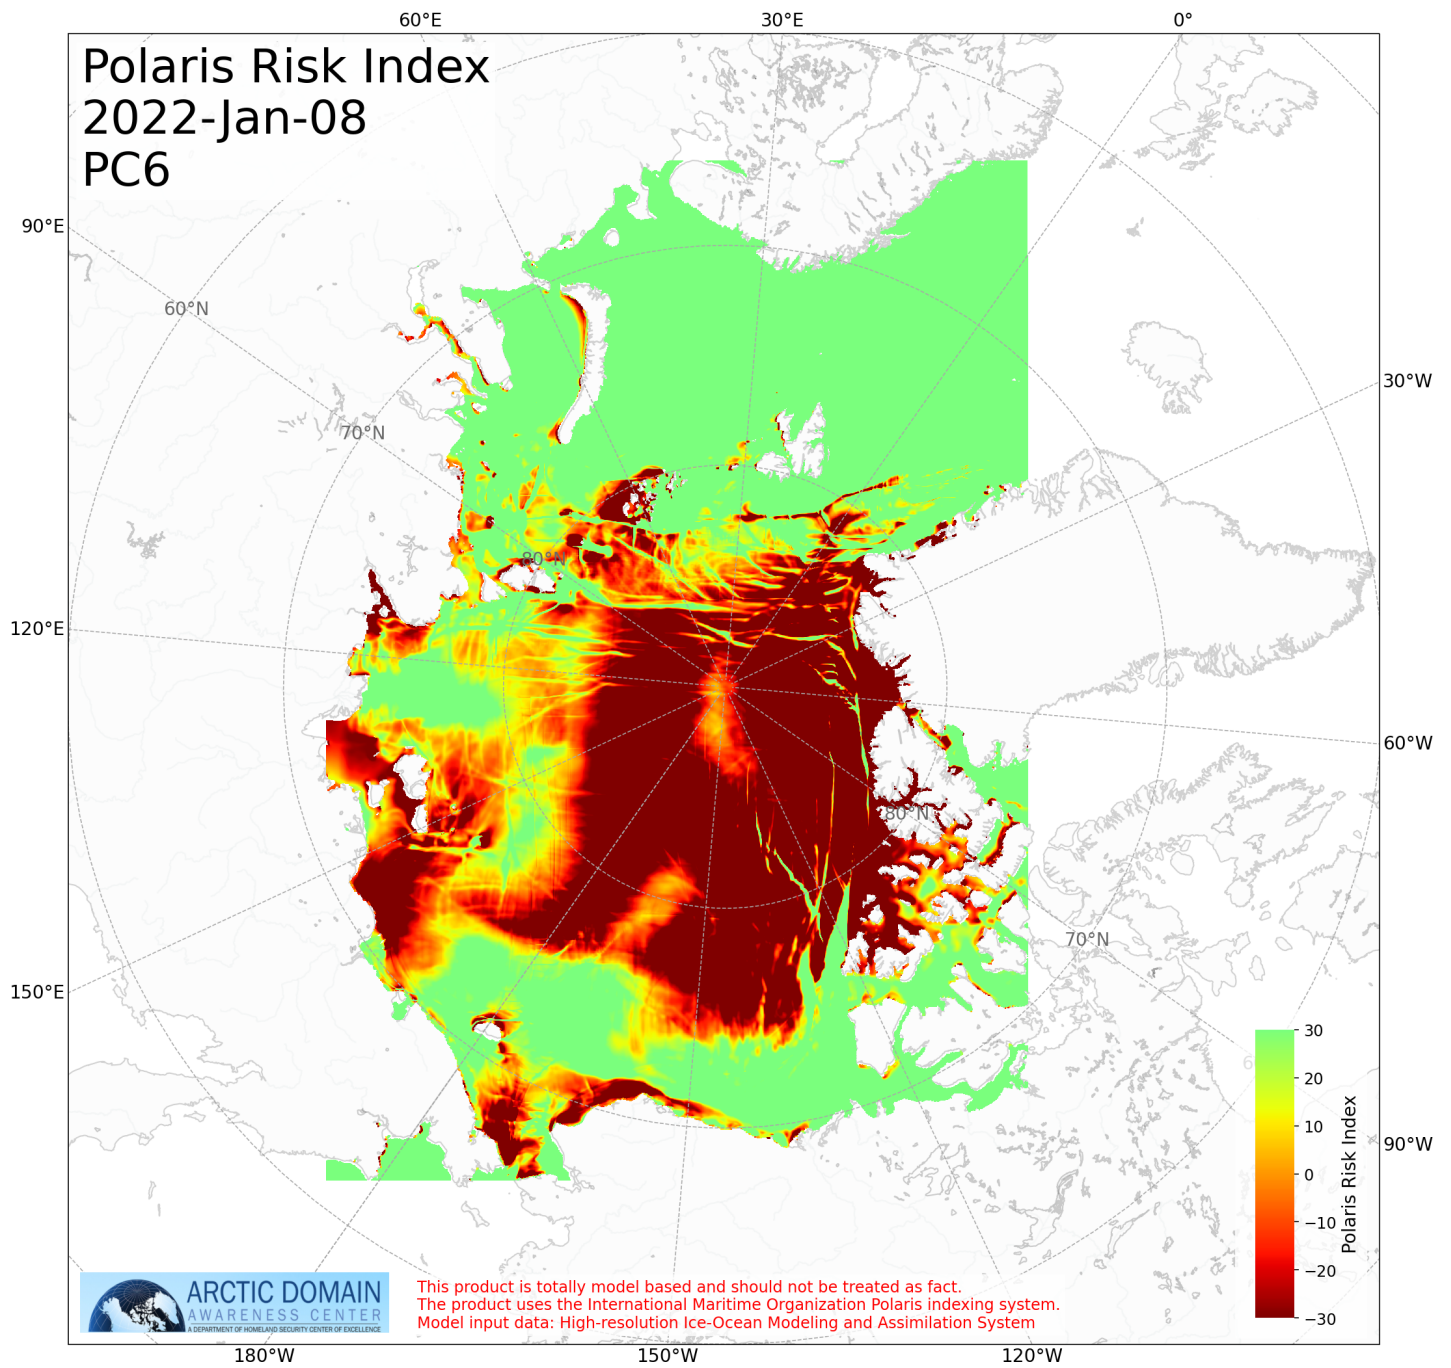 60°E
30°E
0°
Polaris Risk Index
2022-Jan-08
PC6
90°E
60°N
30°W
70°N
80°N
120°E
60°W
80°N
70°N
150°E
30
20
10
0
−10
−20
−30
Polaris Risk Index
90°W
ARCTIC DOMAIN
AWARENESS CENTER
A DEPARTMENT OF HOMELAND SECURITY CENTER OF EXCELLENCE
This product is totally model based and should not be treated as fact.
The product uses the International Maritime Organization Polaris indexing system.
Model input data: High-resolution Ice-Ocean Modeling and Assimilation System
180°W
150°W
120°W